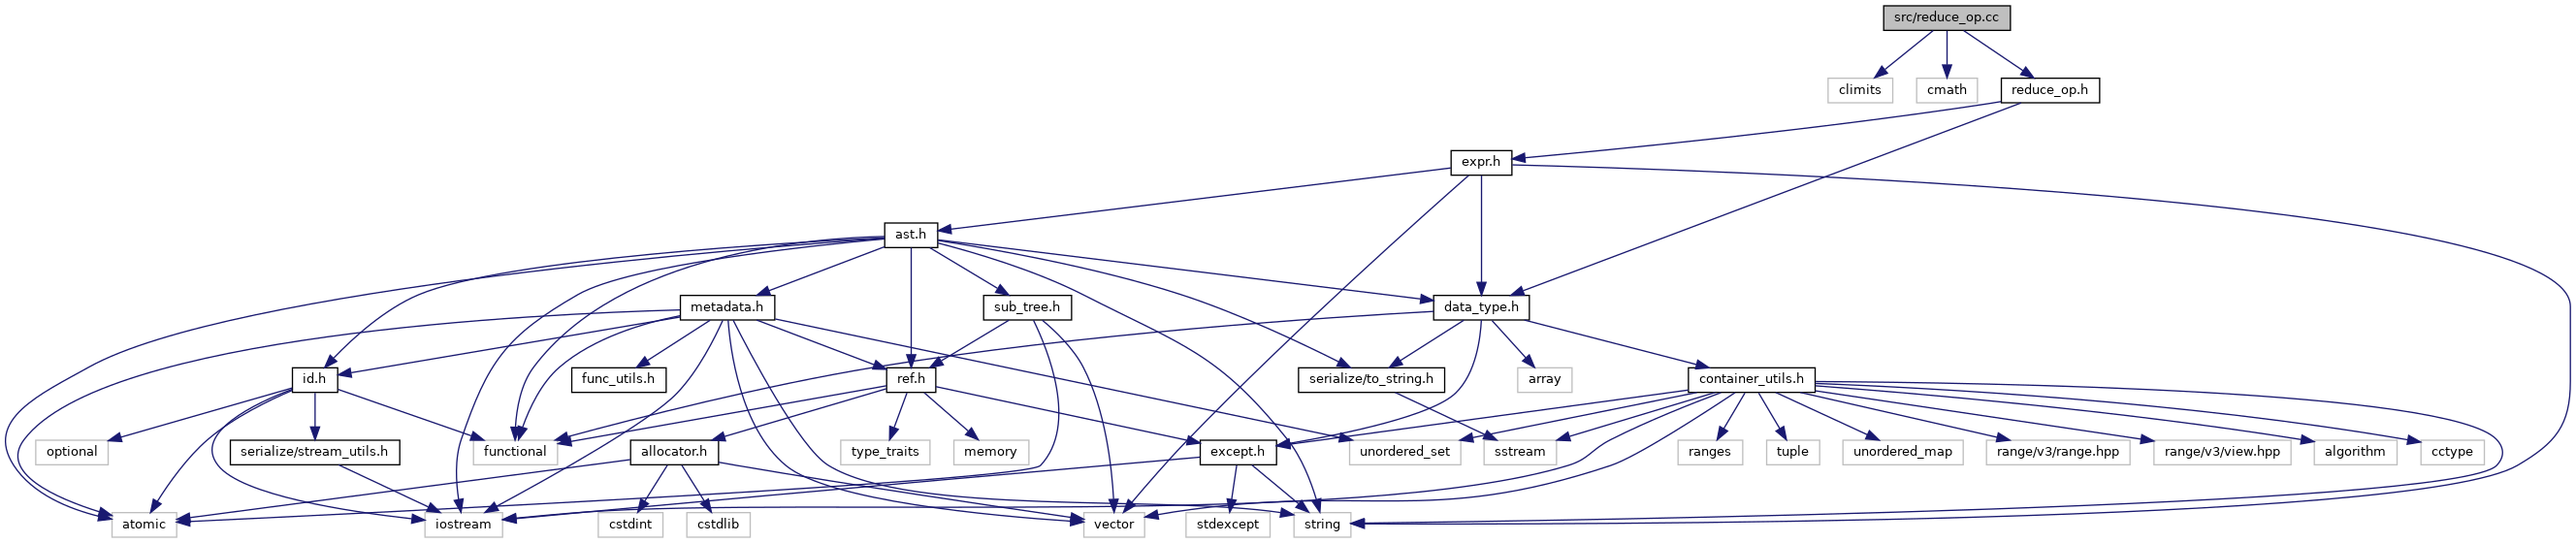 src/reduce_op.cc
climits
cmath
reduce_op.h
expr.h
ast.h
metadata.h
sub_tree.h
data_type.h
id.h
func_utils.h
ref.h
serialize/to_string.h
array
container_utils.h
optional
serialize/stream_utils.h
functional
allocator.h
type_traits
memory
except.h
unordered_set
sstream
ranges
tuple
unordered_map
range/v3/range.hpp
range/v3/view.hpp
algorithm
cctype
atomic
iostream
cstdint
cstdlib
vector
stdexcept
string